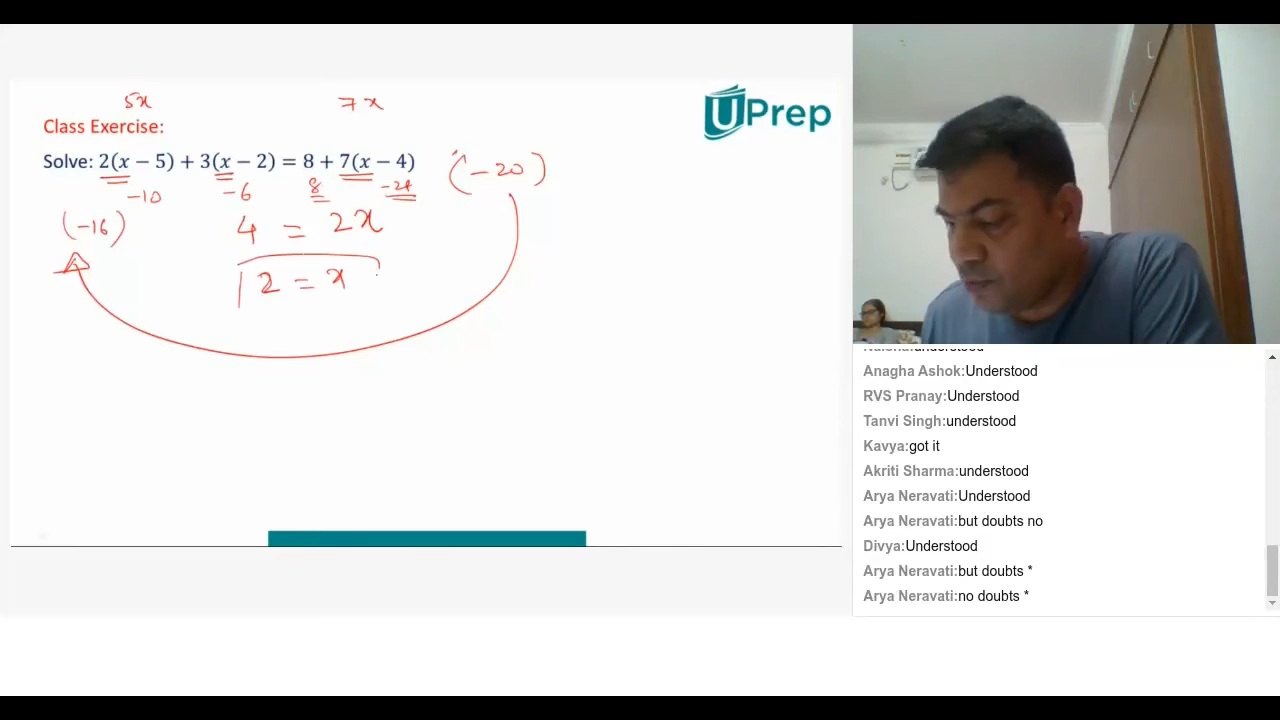 5x 7x
Class Exercise:
UPrep
Solve: 2(x − 5) + 3(x − 2) = 8 + 7(x − 4)
(-20)
-10 -6 8
(-16) 4 = 2x
2 = x
Anagha Ashok:Understood
RVS Pranay:Understood
Tanvi Singh:understood
Kavya:got it
Akriti Sharma:understood
Arya Neravati:Understood
Arya Neravati:but doubts no
Divya:Understood
Arya Neravati:but doubts *
Arya Neravati:no doubts *